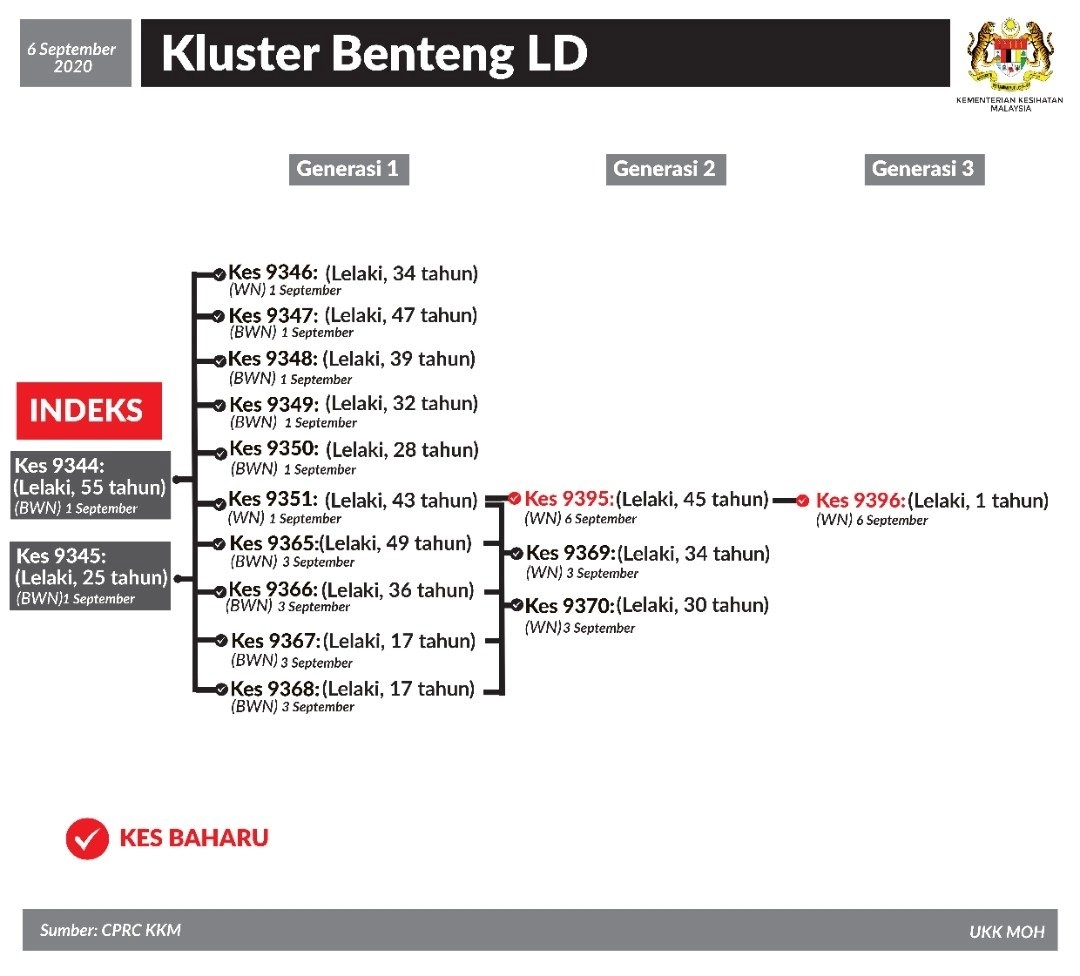 6 September
2020
Kluster Benteng LD
KEMENTERIAN KESIHATAN
MALAYSIA
Generasi 1
Generasi 2
Generasi 3
INDEKS
Kes 9344:
(Lelaki, 55 tahun)
(BWN) 1 September
Kes 9345:
(Lelaki, 25 tahun)
(BWN)1 September
Kes 9346: (Lelaki, 34 tahun)
(WN) 1 September
Kes 9347: (Lelaki, 47 tahun)
(BWN) 1 September
Kes 9348: (Lelaki, 39 tahun)
(BWN) 1 September
Kes 9349: (Lelaki, 32 tahun)
(BWN) 1 September
Kes 9350: (Lelaki, 28 tahun)
(BWN) 1 September
Kes 9351: (Lelaki, 43 tahun)
(WN) 1 September
Kes 9365:(Lelaki, 49 tahun)
(BWN) 3 September
Kes 9366: (Lelaki, 36 tahun)
(BWN) 3 September
Kes 9367:(Lelaki, 17 tahun)
(BWN) 3 September
Kes 9368:(Lelaki, 17 tahun)
(BWN) 3 September
Kes 9395:(Lelaki, 45 tahun)
(WN) 6 September
Kes 9369:(Lelaki, 34 tahun)
(WN) 3 September
Kes 9370:(Lelaki, 30 tahun)
(WN)3 September
Kes 9396:(Lelaki, 1 tahun)
(WN) 6 September
KES BAHARU
Sumber: CPRC KKM
UKK MOH